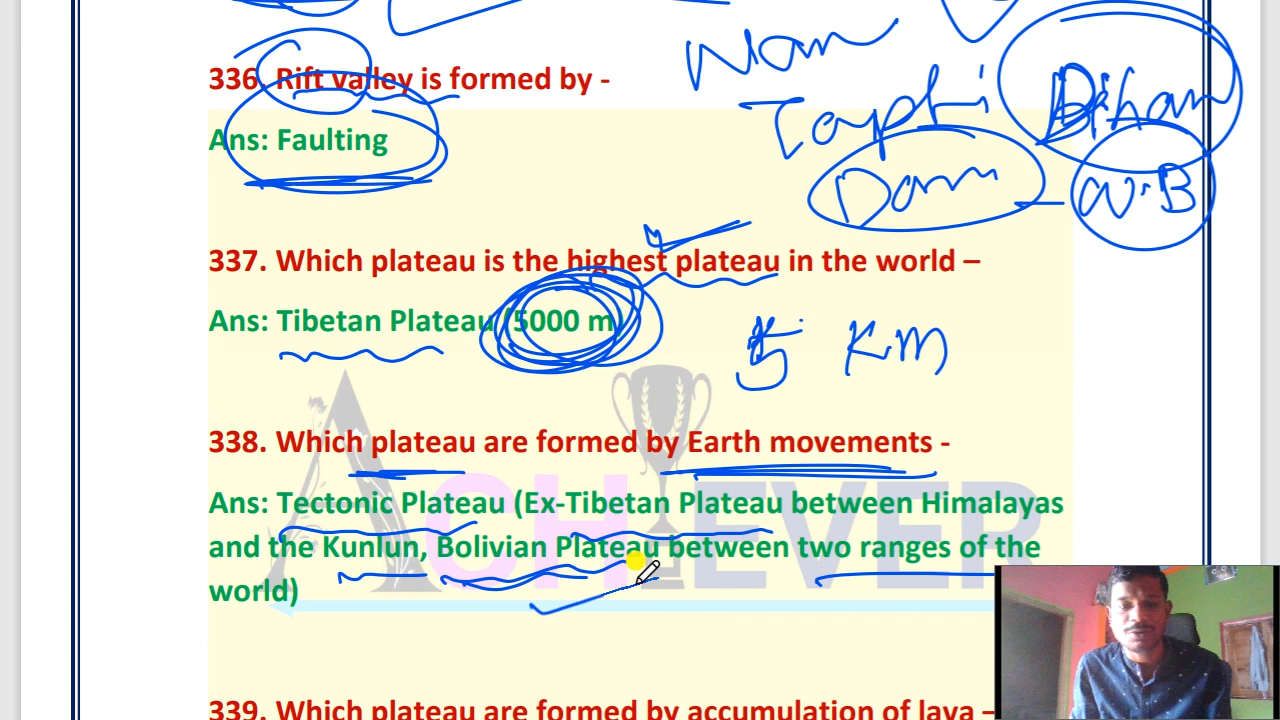 336. Rift valley is formed by -
Nam
Tapti
Bihar
Ans: Faulting
Dam - W.B
337. Which plateau is the highest plateau in the world –
Ans: Tibetan Plateau (5000 m)
5 KM
338. Which plateau are formed by Earth movements -
ACHIEVER
Ans: Tectonic Plateau (Ex-Tibetan Plateau between Himalayas
and the Kunlun, Bolivian Plateau between two ranges of the
world)
339. Which plateau are formed by accumulation of lava –